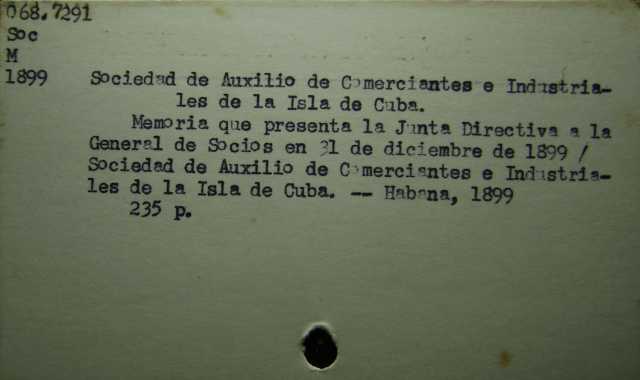 068.7291
Soc
M
1899 Sociedad de Auxilio de Comerciantes e Industria-
les de la Isla de Cuba.
Memoria que presenta la Junta Directiva a la
General de Socios en 31 de diciembre de 1899 /
Sociedad de Auxilio de Comerciantes e Industria-
les de la Isla de Cuba. -- Habana, 1899
235 p.